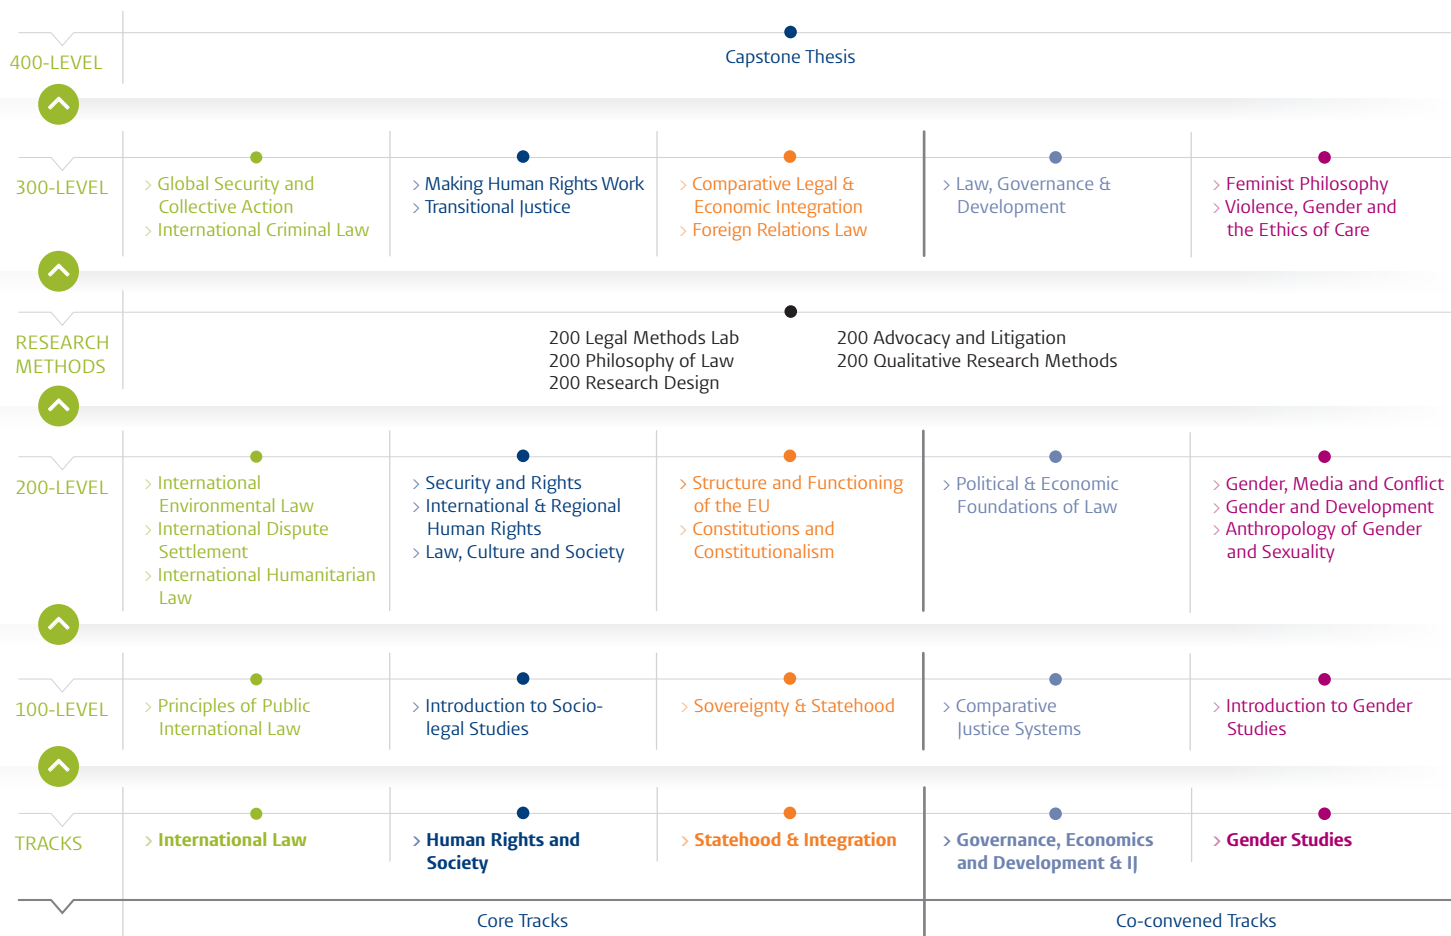 400-LEVEL
Capstone Thesis
300-LEVEL
> Global Security and
Collective Action
> International Criminal Law
> Making Human Rights Work
> Transitional Justice
> Comparative Legal &
Economic Integration
> Foreign Relations Law
> Law, Governance &
Development
> Feminist Philosophy
> Violence, Gender and
the Ethics of Care
RESEARCH
METHODS
200 Legal Methods Lab
200 Philosophy of Law
200 Research Design
200 Advocacy and Litigation
200 Qualitative Research Methods
200-LEVEL
> International
Environmental Law
> International Dispute
Settlement
> International Humanitarian
Law
> Security and Rights
> International & Regional
Human Rights
> Law, Culture and Society
> Structure and Functioning
of the EU
> Constitutions and
Constitutionalism
> Political & Economic
Foundations of Law
> Gender, Media and Conflict
> Gender and Development
> Anthropology of Gender
and Sexuality
100-LEVEL
> Principles of Public
International Law
> Introduction to Socio-
legal Studies
> Sovereignty & Statehood
> Comparative
Justice Systems
> Introduction to Gender
Studies
TRACKS
> International Law
> Human Rights and
Society
> Statehood & Integration
> Governance, Economics
and Development & IJ
> Gender Studies
Core Tracks
Co-convened Tracks